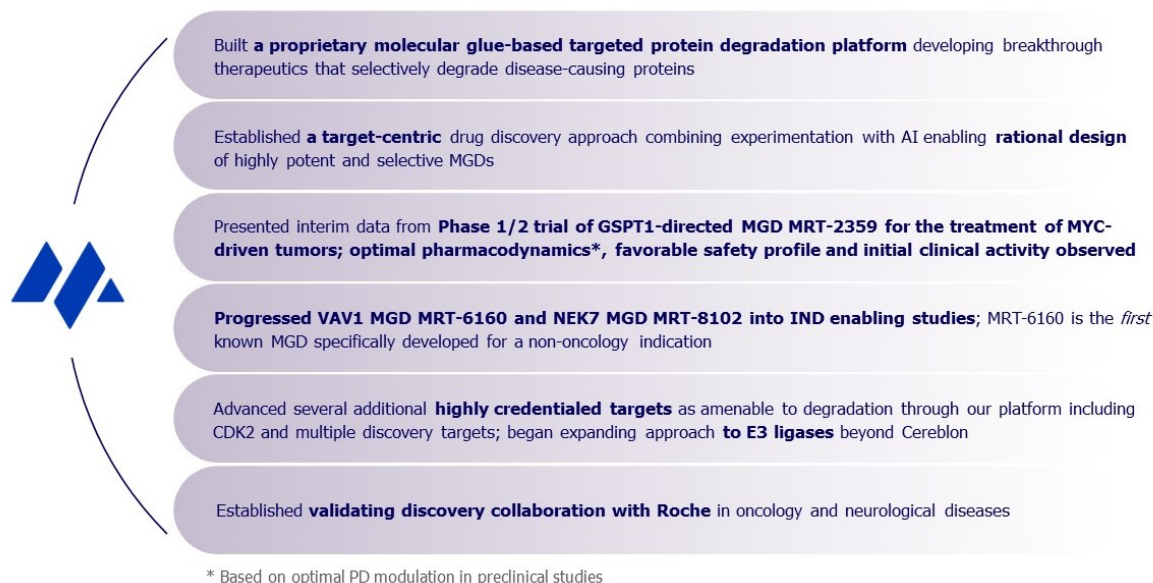 Built a proprietary molecular glue-based targeted protein degradation platform developing breakthrough
therapeutics that selectively degrade disease-causing proteins
Established a target-centric drug discovery approach combining experimentation with AI enabling rational design
of highly potent and selective MGDs
Presented interim data from Phase 1/2 trial of GSPT1-directed MGD MRT-2359 for the treatment of MYC-
driven tumors; optimal pharmacodynamics*, favorable safety profile and initial clinical activity observed
Progressed VAV1 MGD MRT-6160 and NEK7 MGD MRT-8102 into IND enabling studies; MRT-6160 is the first
known MGD specifically developed for a non-oncology indication
Advanced several additional highly credentialed targets as amenable to degradation through our platform including
CDK2 and multiple discovery targets; began expanding approach to E3 ligases beyond Cereblon
Established validating discovery collaboration with Roche in oncology and neurological diseases
* Based on optimal PD modulation in preclinical studies